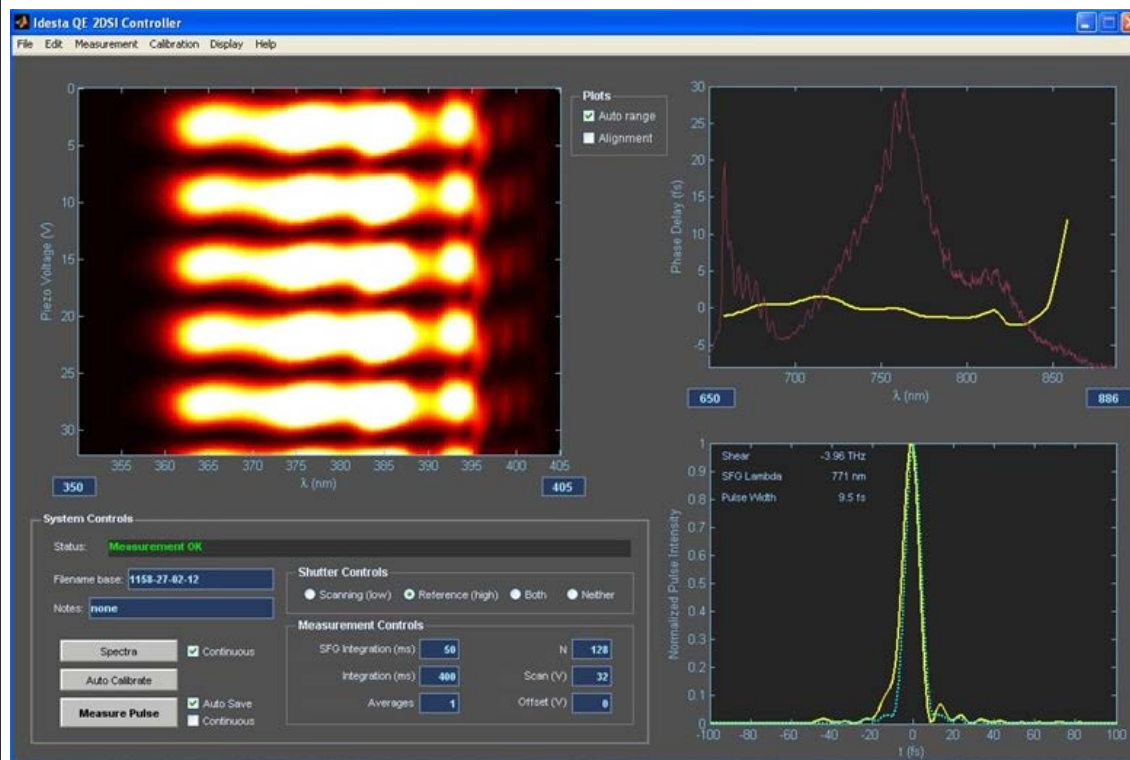 Idesta QE 2DSI Controller
File Edit Measurement Calibration Display Help
0
5
10
15
20
25
30
Piezo Voltage (V)
355 360 365 370 375 380 385 390 395 400 405
λ (nm)
350 405
Plots
Auto range
Alignment
30
25
20
15
10
5
0
-5
Phase Delay (fs)
700 750 800 850
λ (nm)
650 886
System Controls
Status: Measurement OK
Filename base: 1158-27-02-12
Notes: none
Spectra Continuous
Auto Calibrate
Measure Pulse Auto Save
Continuous
Shutter Controls
Scanning (low) Reference (high) Both Neither
Measurement Controls
SFG Integration (ms) 50 N 128
Integration (ms) 400 Scan (V) 32
Averages 1 Offset (V) 0
1
0.9
0.8
0.7
0.6
0.5
0.4
0.3
0.2
0.1
0
Normalized Pulse Intensity
Shear -3.96 THz
SFG Lambda 771 nm
Pulse Width 9.5 fs
-100 -80 -60 -40 -20 0 20 40 60 80 100
t (fs)